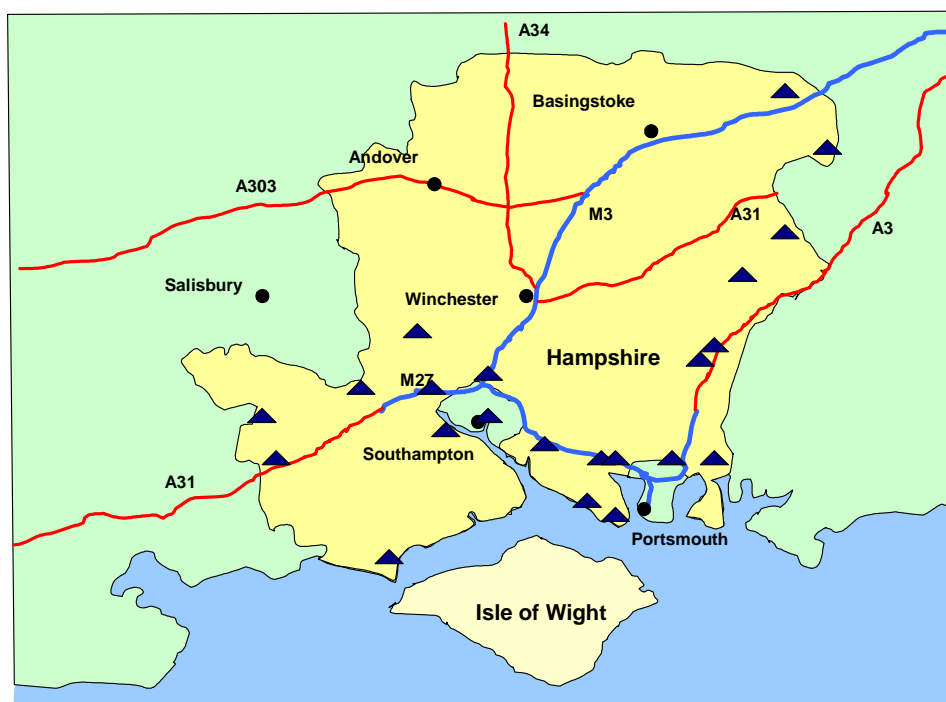 A34
Basingstoke
Andover
A303
M3
A31
A3
Salisbury
Winchester
Hampshire
M27
Southampton
A31
Portsmouth
Isle of Wight